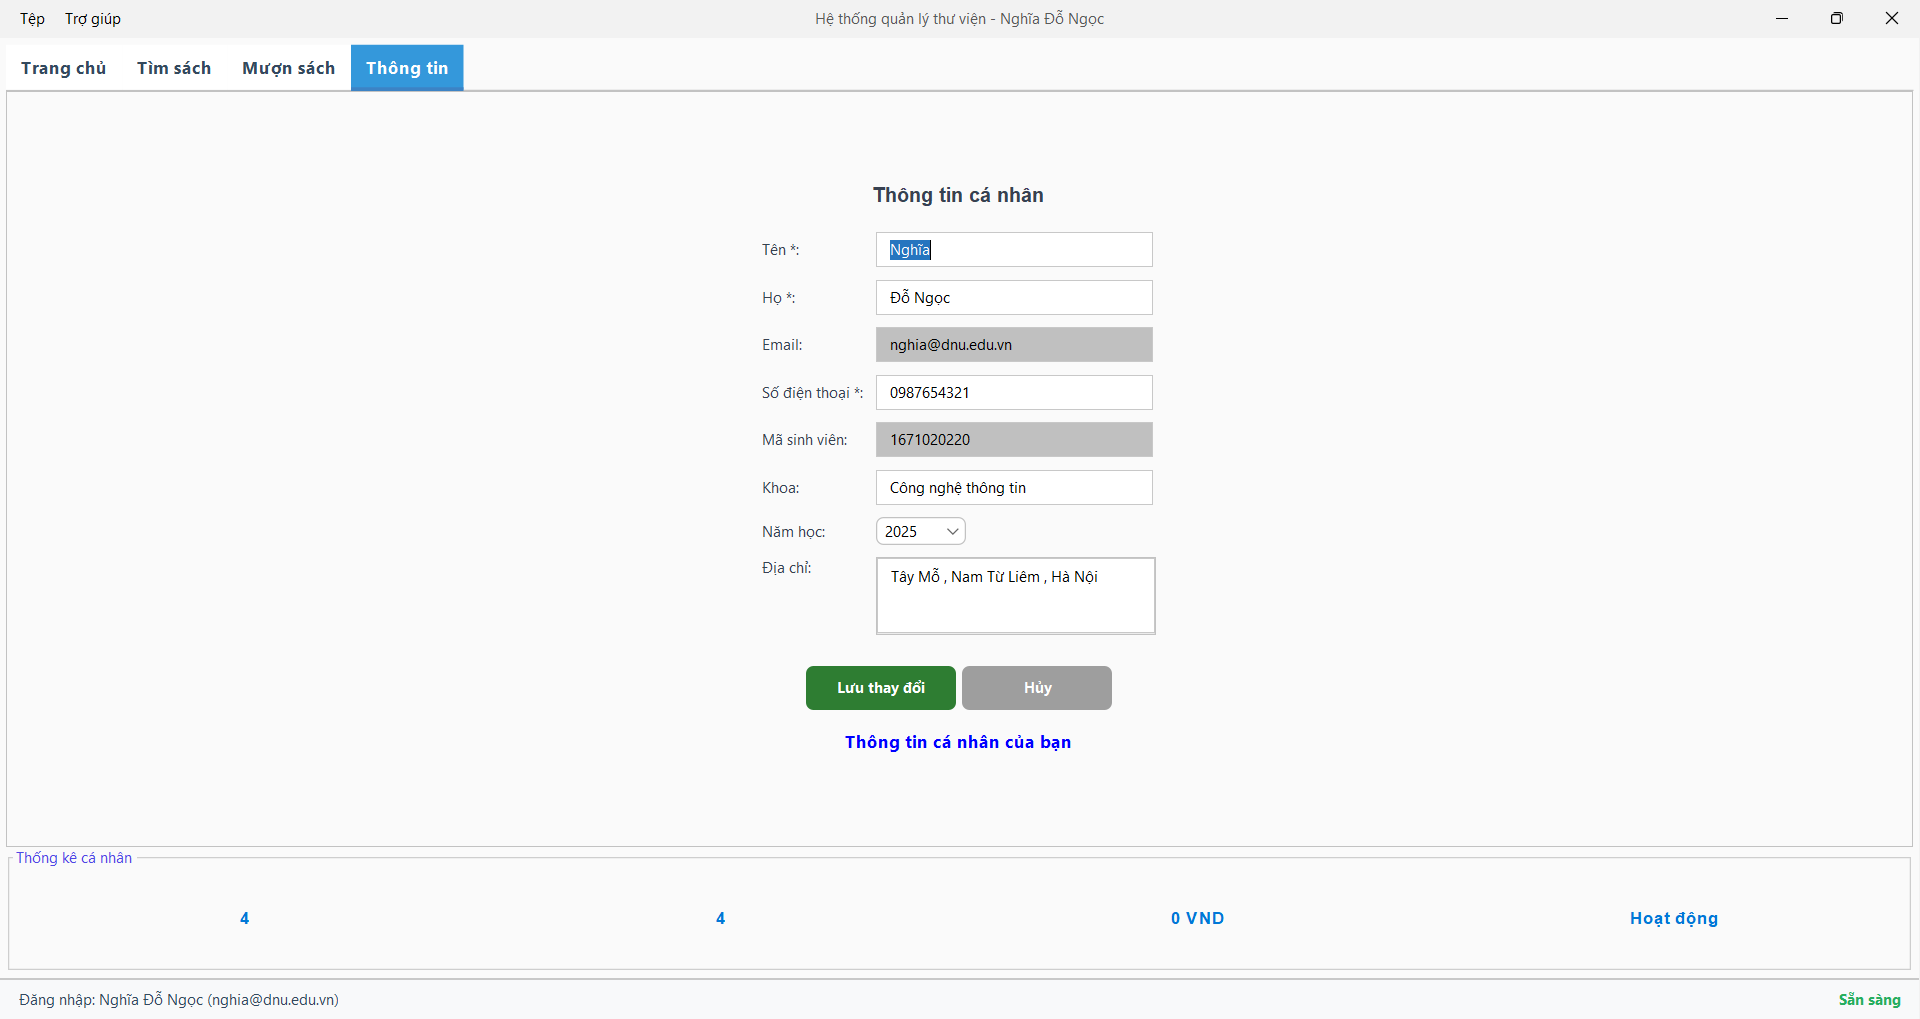 Tệp Trợ giúp Hệ thống quản lý thư viện - Nghĩa Đỗ Ngọc
Trang chủ Tìm sách Mượn sách Thông tin
Thông tin cá nhân
Tên *: Nghĩa
Họ *: Đỗ Ngọc
Email: nghia@dnu.edu.vn
Số điện thoại *: 0987654321
Mã sinh viên: 1671020220
Khoa: Công nghệ thông tin
Năm học: 2025
Địa chỉ: Tây Mỗ , Nam Từ Liêm , Hà Nội
Lưu thay đổi Hủy
Thông tin cá nhân của bạn
Thống kê cá nhân
4 4 0 VND Hoạt động
Đăng nhập: Nghĩa Đỗ Ngọc (nghia@dnu.edu.vn) Sẵn sàng